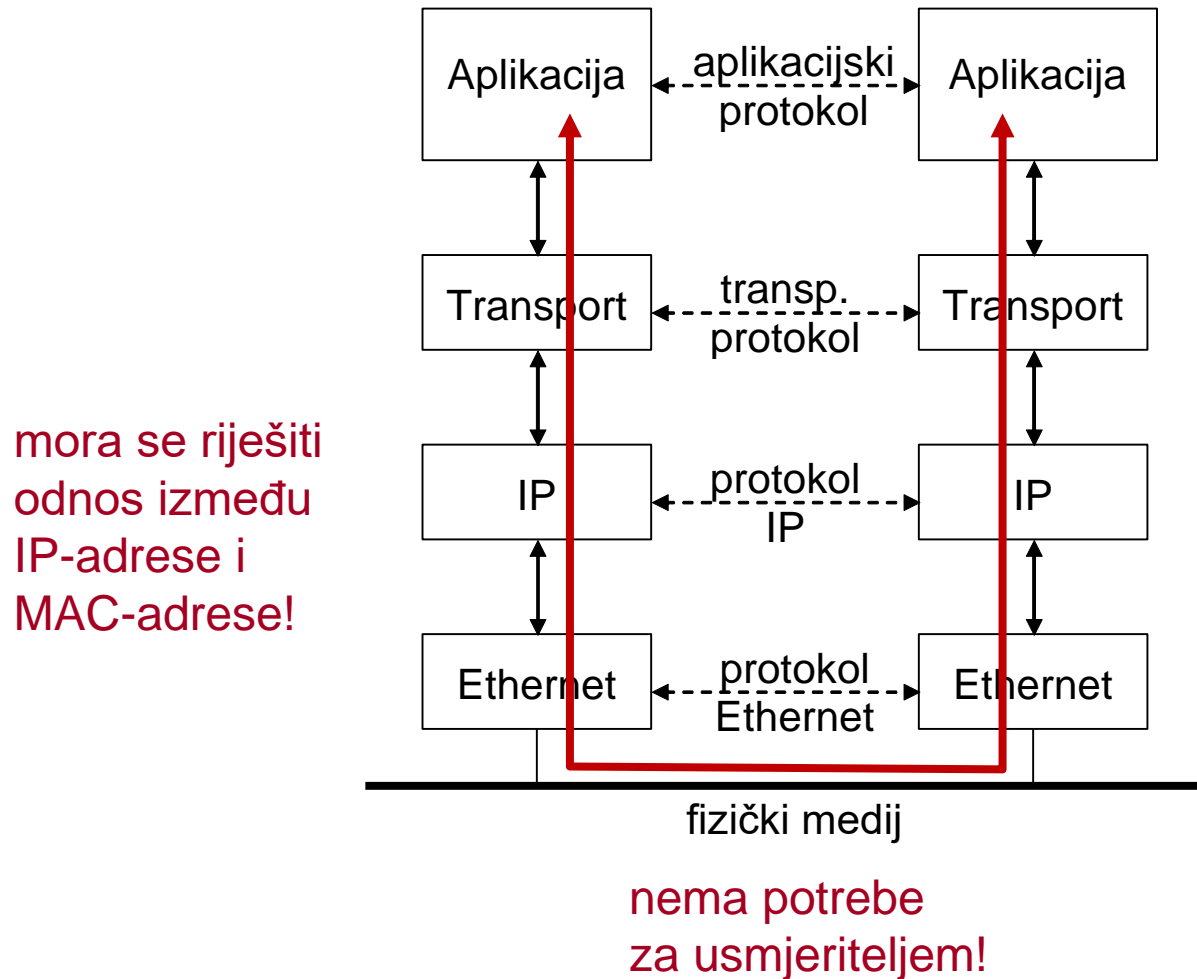 Aplikacija
aplikacijski
protokol
Aplikacija
Transport
transp.
protokol
Transport
mora se riješiti
odnos između
IP-adrese i
MAC-adrese!
IP
protokol
IP
IP
Ethernet
protokol
Ethernet
Ethernet
fizički medij
nema potrebe
za usmjeriteljem!